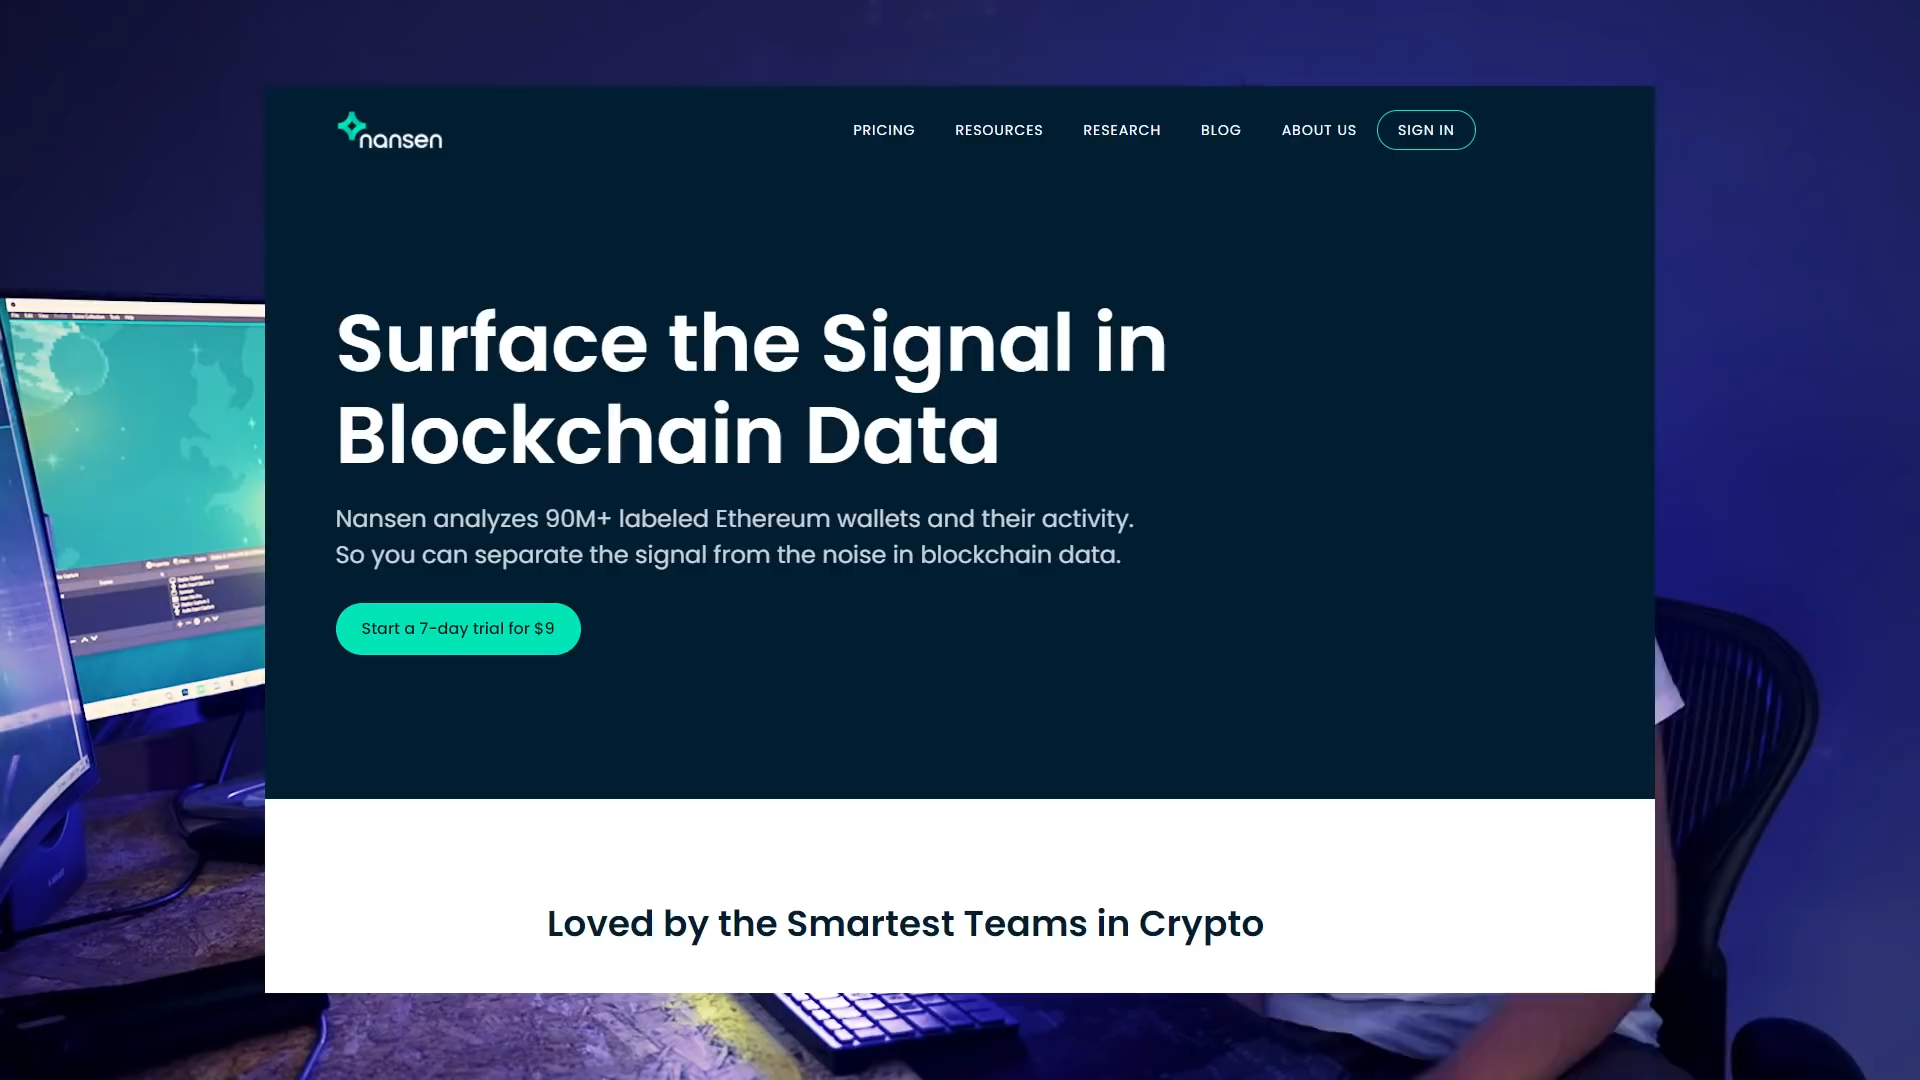 nansen
PRICING RESOURCES RESEARCH BLOG ABOUT US SIGN IN
Surface the Signal in
Blockchain Data
Nansen analyzes 90M+ labeled Ethereum wallets and their activity.
So you can separate the signal from the noise in blockchain data.
Start a 7-day trial for $9
Loved by the Smartest Teams in Crypto